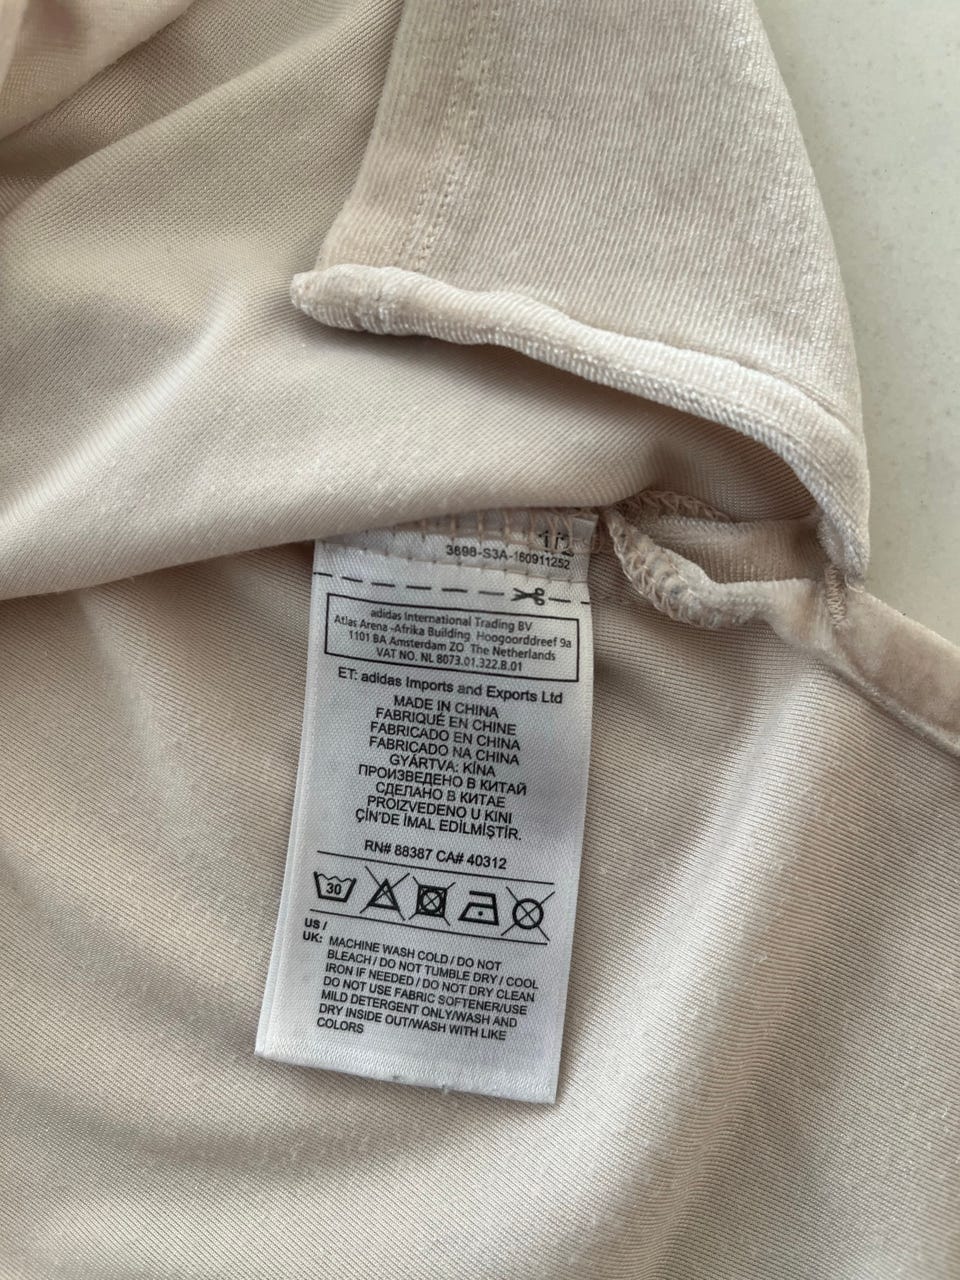 1/2
3698-S3A-160911252
adidas International Trading BV
Atlas Arena -Afrika Building Hoogoorddreef 9a
1101 BA Amsterdam ZO The Netherlands
VAT NO. NL 8073.01.322.B.01
ET: adidas Imports and Exports Ltd
MADE IN CHINA
FABRIQUÉ EN CHINE
FABRICADO EN CHINA
FABRICADO NA CHINA
GYÁRTVA: KÍNA
ПРОИЗВЕДЕНО В КИТАЙ
СДЕЛАНО В КИТАЕ
PROIZVEDENO U KINI
ÇİN'DE İMAL EDİLMİŞTİR.
RN# 88387 CA# 40312
30
US /
UK: MACHINE WASH COLD / DO NOT
BLEACH / DO NOT TUMBLE DRY / COOL
IRON IF NEEDED / DO NOT DRY CLEAN
DO NOT USE FABRIC SOFTENER/USE
MILD DETERGENT ONLY/WASH AND
DRY INSIDE OUT/WASH WITH LIKE
COLORS